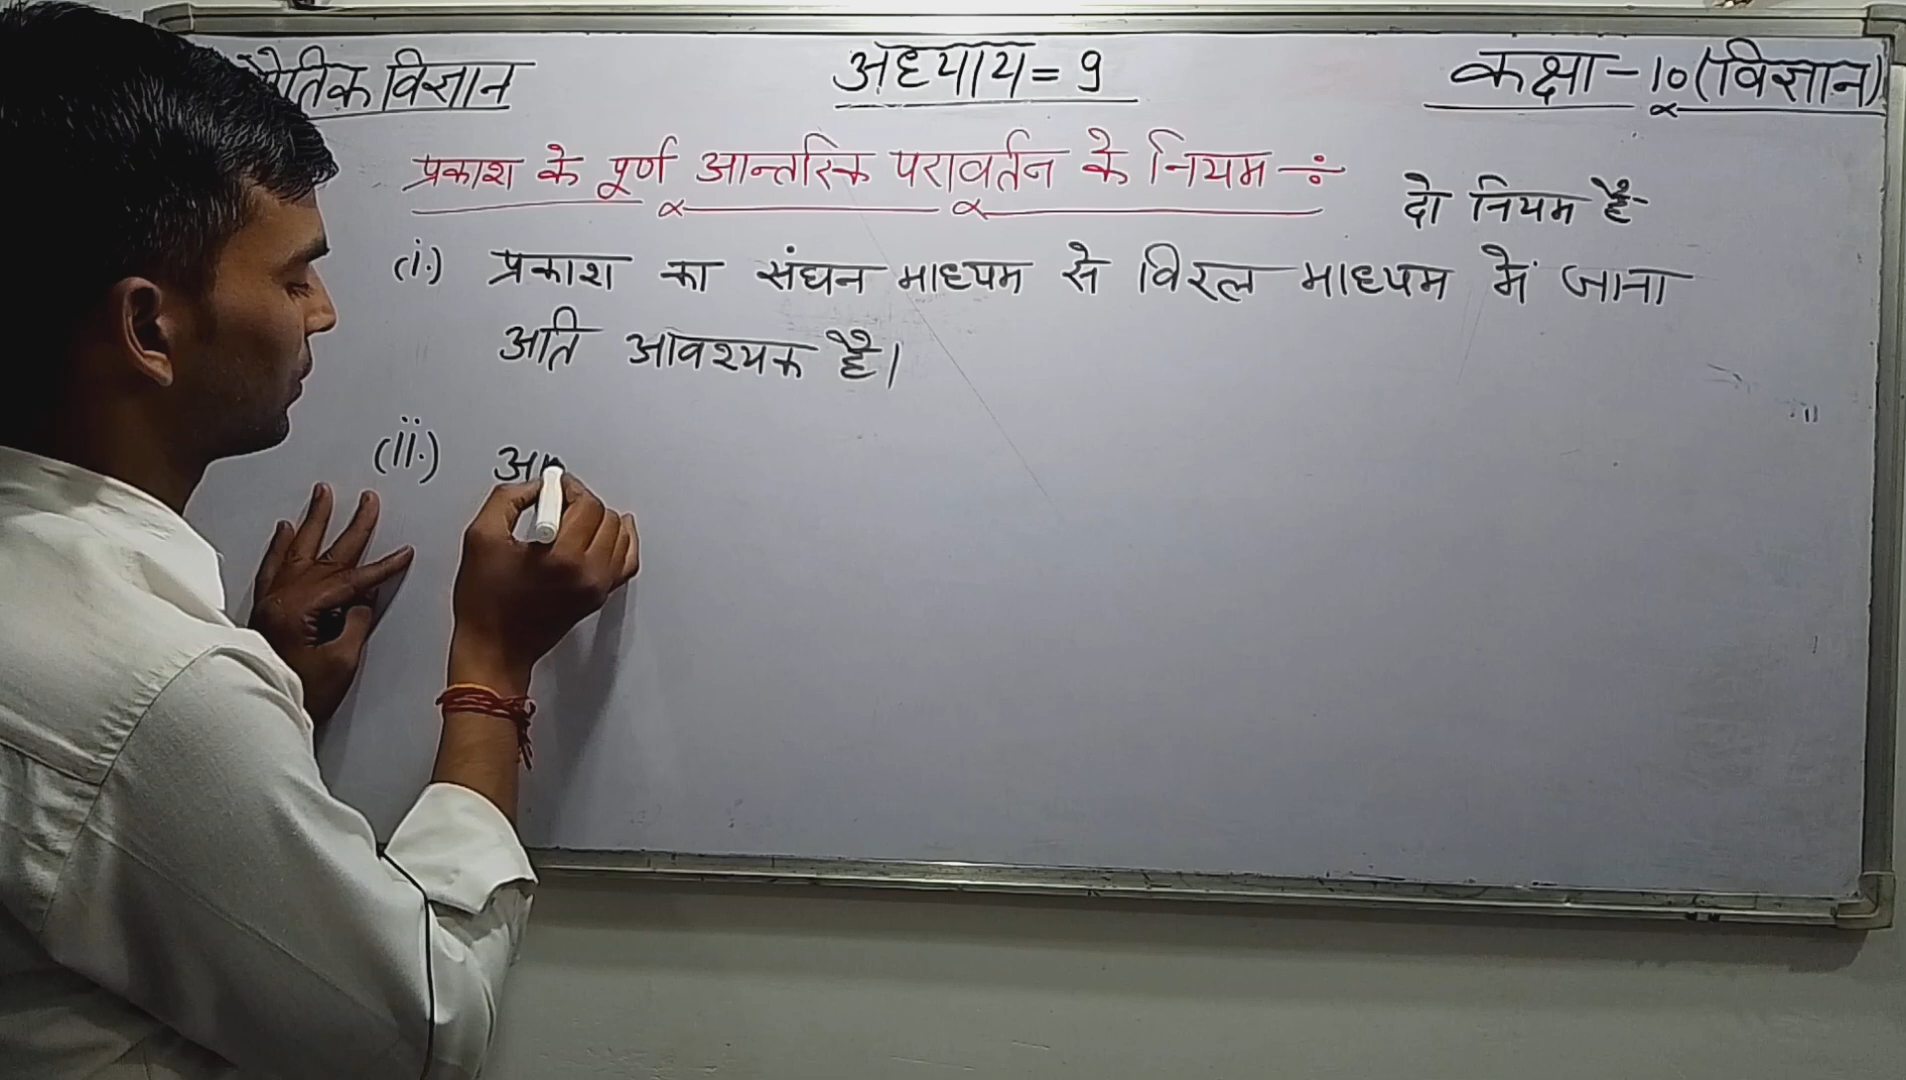 भौतिक विज्ञान
अध्याय = 9
कक्षा - 10 (विज्ञान)
प्रकाश के पूर्ण आन्तरिक परावर्तन के नियम ÷
दो नियम हैं-
(i.) प्रकाश का संघन माध्यम से विरल माध्यम में जाना
अति आवश्यक है।
(ii.)